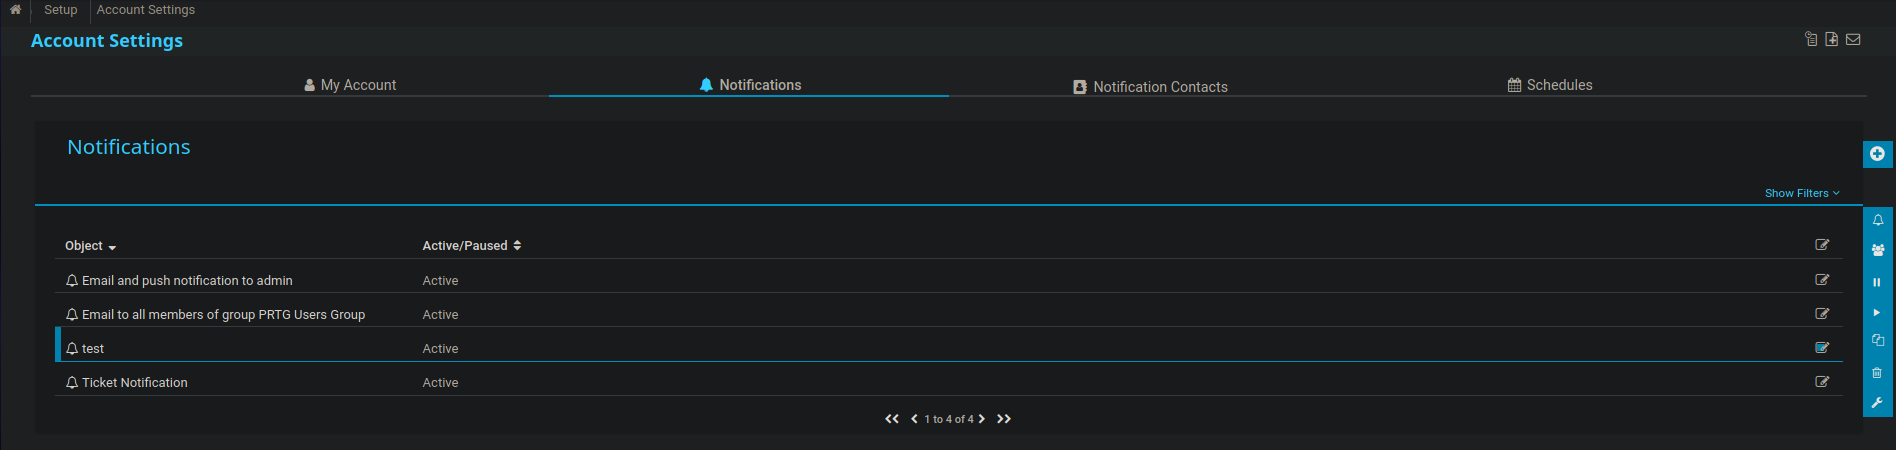 Setup Account Settings
Account Settings
My Account Notifications Notification Contacts Schedules
Notifications
Show Filters
Object Active/Paused
Email and push notification to admin Active
Email to all members of group PRTG Users Group Active
test Active
Ticket Notification Active
1 to 4 of 4